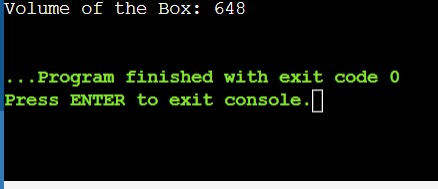 Volume of the Box: 648
...Program finished with exit code 0
Press ENTER to exit console.